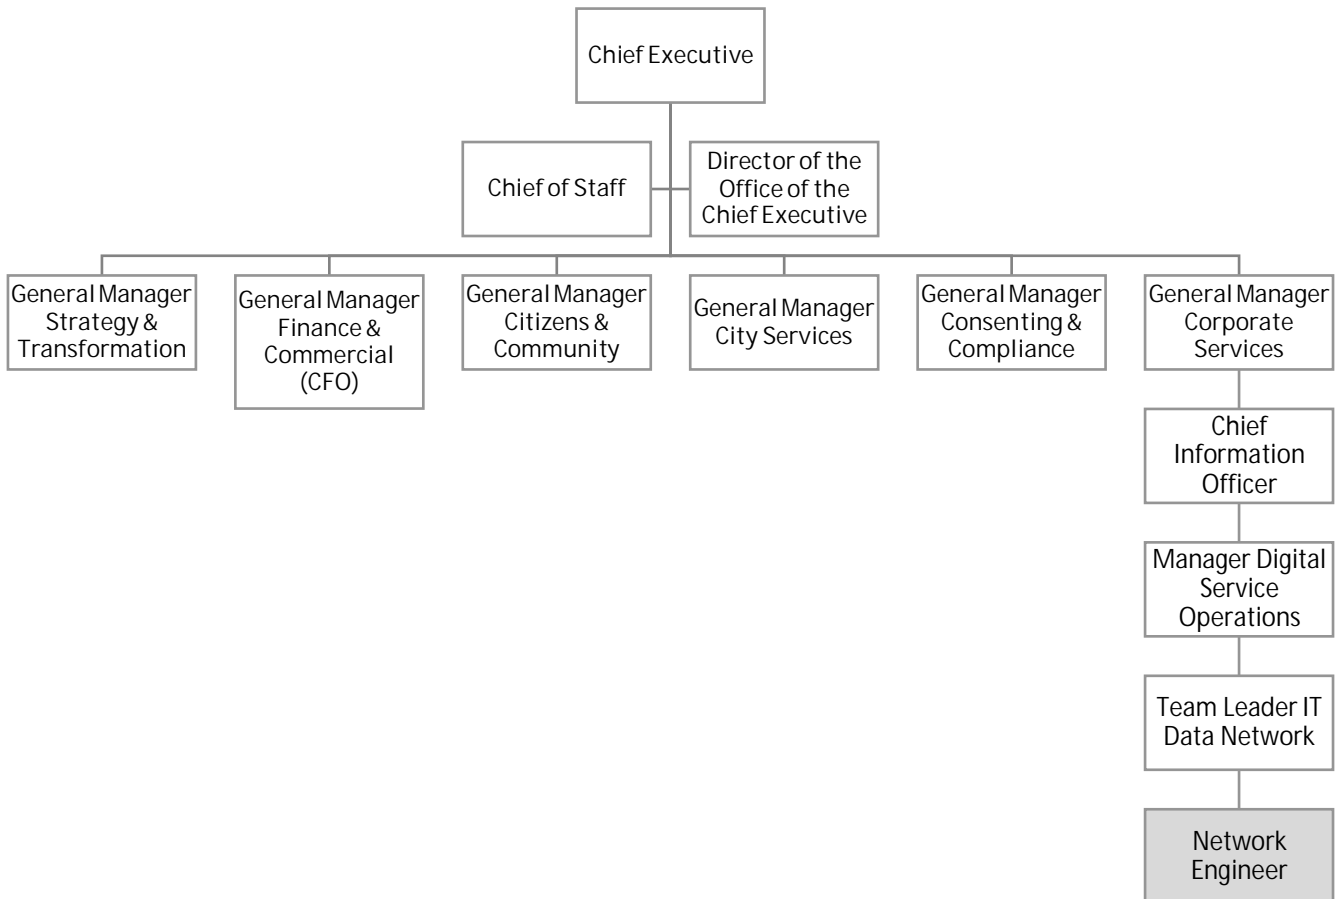 Chief Executive
Chief of Staff
Director of the
Office of the
Chief Executive
General Manager
Strategy &
Transformation
General Manager
Finance &
Commercial
(CFO)
General Manager
Citizens &
Community
General Manager
City Services
General Manager
Consenting &
Compliance
General Manager
Corporate
Services
Chief
Information
Officer
Manager Digital
Service
Operations
Team Leader IT
Data Network
Network
Engineer